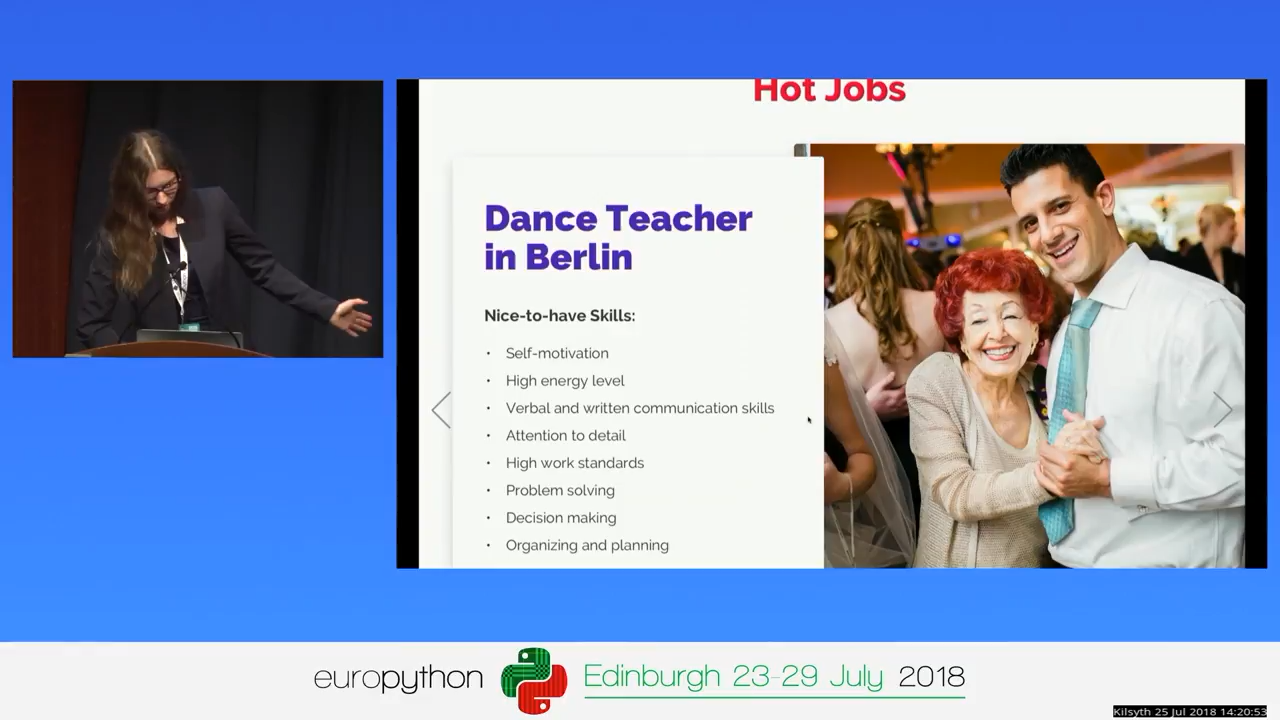 Hot Jobs
Dance Teacher
in Berlin
Nice-to-have Skills:
• Self-motivation
• High energy level
• Verbal and written communication skills
• Attention to detail
• High work standards
• Problem solving
• Decision making
• Organizing and planning
europython Edinburgh 23-29 July 2018
Kilsyth 25 Jul 2018 14:20:53